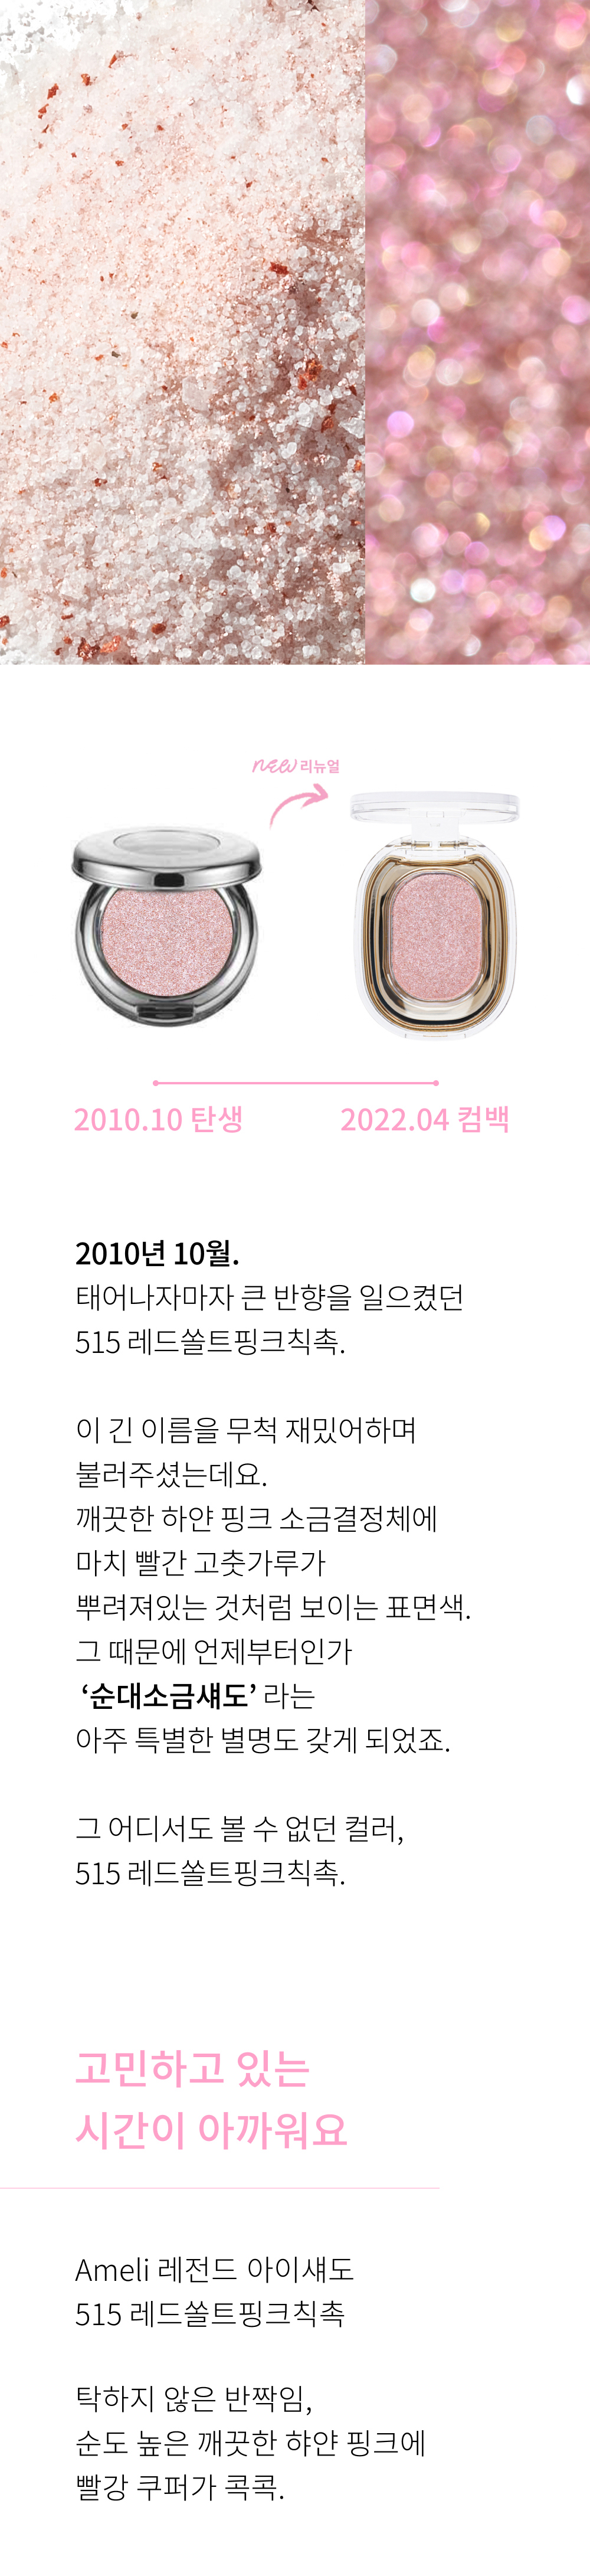 new 리뉴얼
2010.10 탄생
2022.04 컴백
2010년 10월.
태어나자마자 큰 반향을 일으켰던
515 레드쏠트핑크칙촉.
이 긴 이름을 무척 재밌어하며
불러주셨는데요.
깨끗한 하얀 핑크 소금결정체에
마치 빨간 고춧가루가
뿌려져있는 것처럼 보이는 표면색.
그 때문에 언제부터인가
‘순대소금섀도’ 라는
아주 특별한 별명도 갖게 되었죠.
그 어디서도 볼 수 없던 컬러,
515 레드쏠트핑크칙촉.
고민하고 있는
시간이 아까워요
Ameli 레전드 아이섀도
515 레드쏠트핑크칙촉
탁하지 않은 반짝임,
순도 높은 깨끗한 햐얀 핑크에
빨강 쿠퍼가 콕콕.